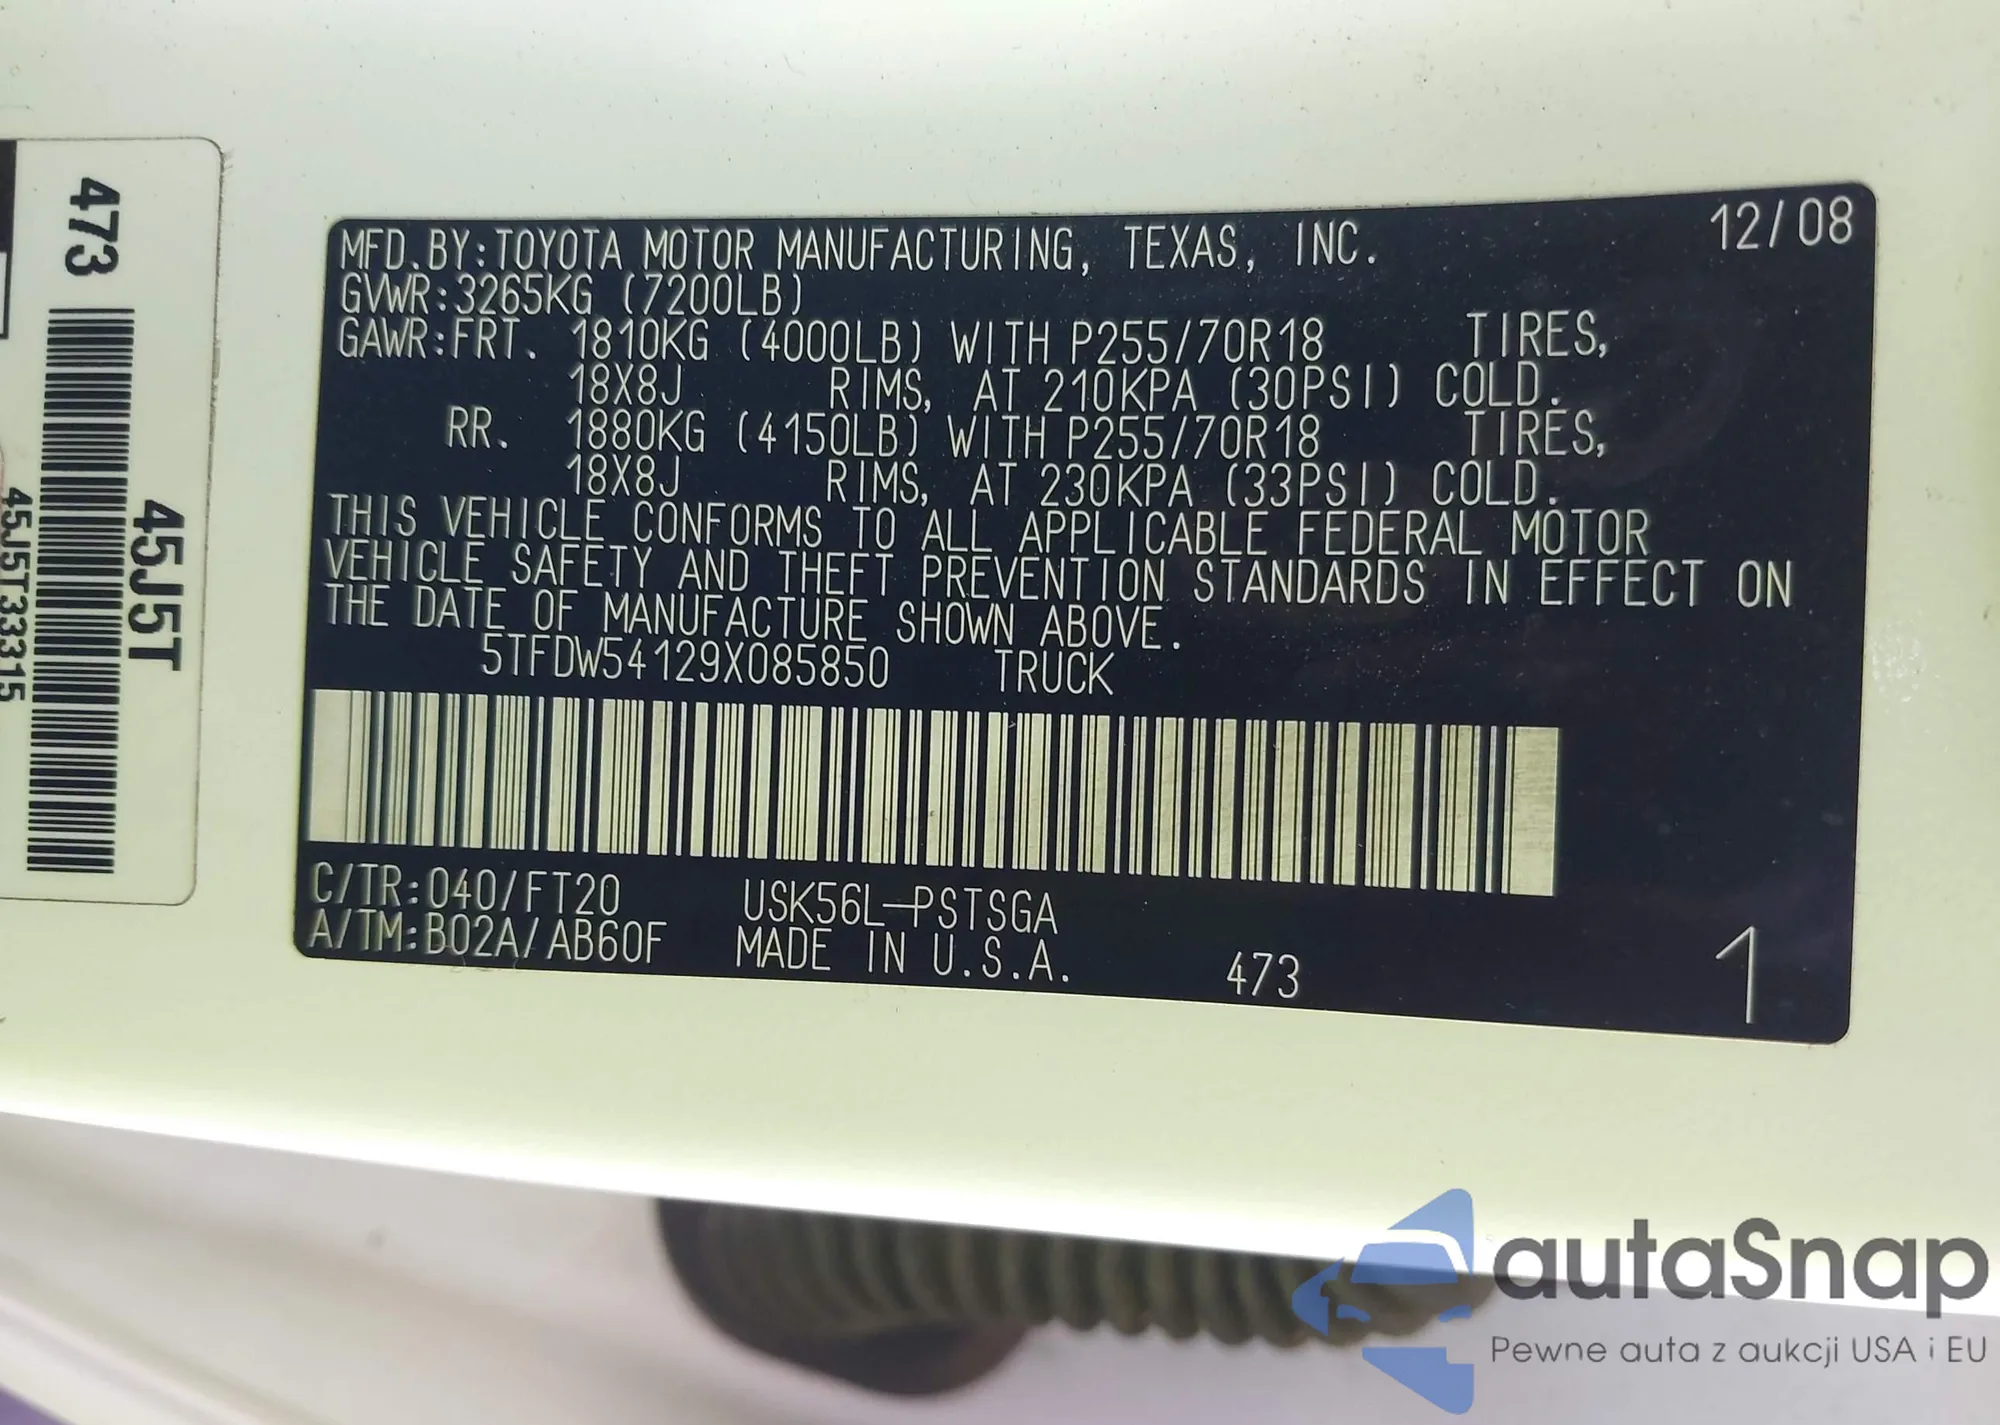 473
45J5T
45J5T33315
12/08
MFD.BY:TOYOTA MOTOR MANUFACTURING, TEXAS, INC.
GVWR:3265KG (7200LB)
GAWR:FRT. 1810KG (4000LB) WITH P255/70R18 TIRES,
18X8J RIMS, AT 210KPA (30PSI) COLD.
RR. 1880KG (4150LB) WITH P255/70R18 TIRES,
18X8J RIMS, AT 230KPA (33PSI) COLD.
THIS VEHICLE CONFORMS TO ALL APPLICABLE FEDERAL MOTOR
VEHICLE SAFETY AND THEFT PREVENTION STANDARDS IN EFFECT ON
THE DATE OF MANUFACTURE SHOWN ABOVE.
5TFDW54129X085850 TRUCK
C/TR:040/FT20 USK56L-PSTSGA
A/TM:B02A/AB60F MADE IN U.S.A. 473
1
autaSnap
Pewne auta z aukcji USA i EU